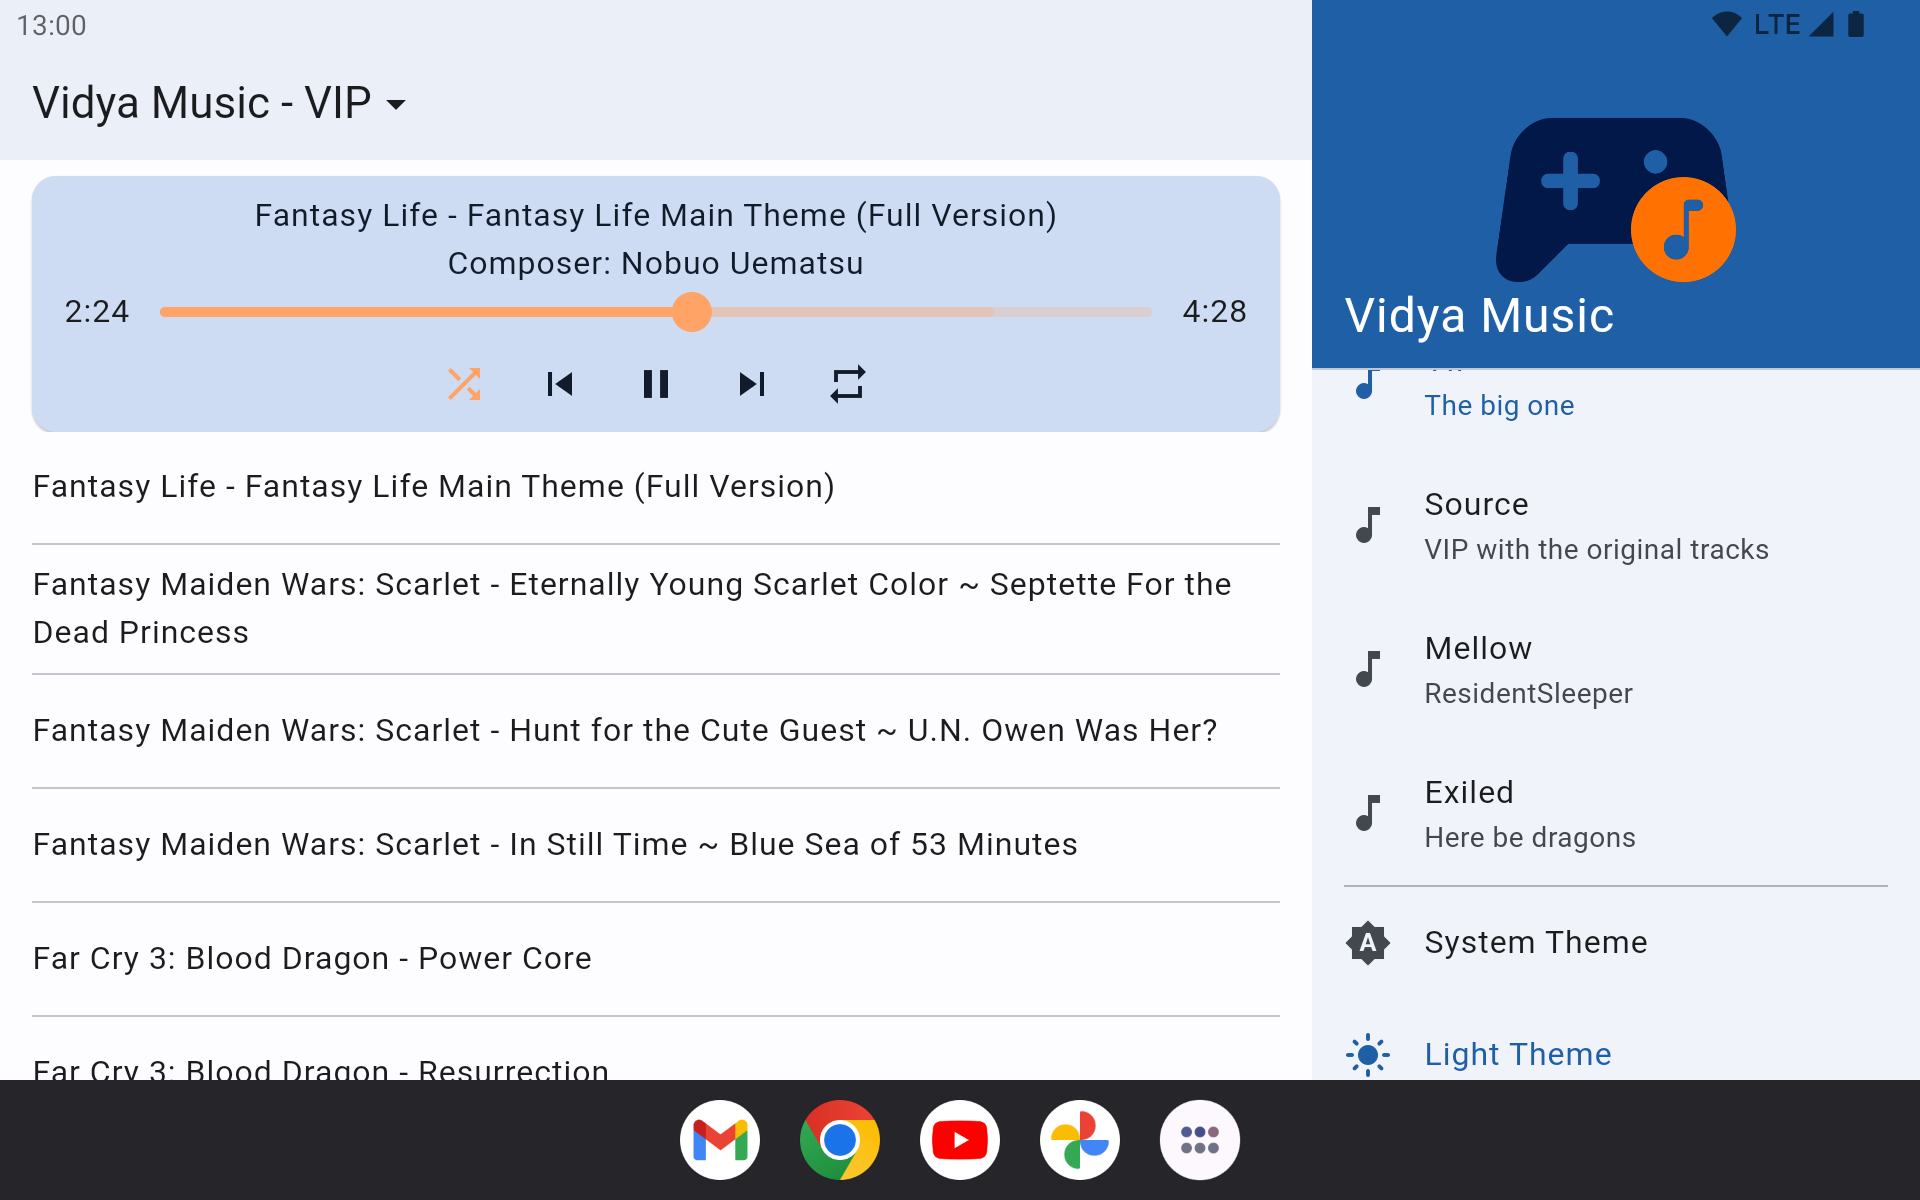 13:00
LTE
Vidya Music - VIP
Fantasy Life - Fantasy Life Main Theme (Full Version)
Composer: Nobuo Uematsu
2:24
4:28
Fantasy Life - Fantasy Life Main Theme (Full Version)
Fantasy Maiden Wars: Scarlet - Eternally Young Scarlet Color ~ Septette For the
Dead Princess
Fantasy Maiden Wars: Scarlet - Hunt for the Cute Guest ~ U.N. Owen Was Her?
Fantasy Maiden Wars: Scarlet - In Still Time ~ Blue Sea of 53 Minutes
Far Cry 3: Blood Dragon - Power Core
Far Cry 3: Blood Dragon - Resurrection
Vidya Music
The big one
Source
VIP with the original tracks
Mellow
ResidentSleeper
Exiled
Here be dragons
A
System Theme
Light Theme